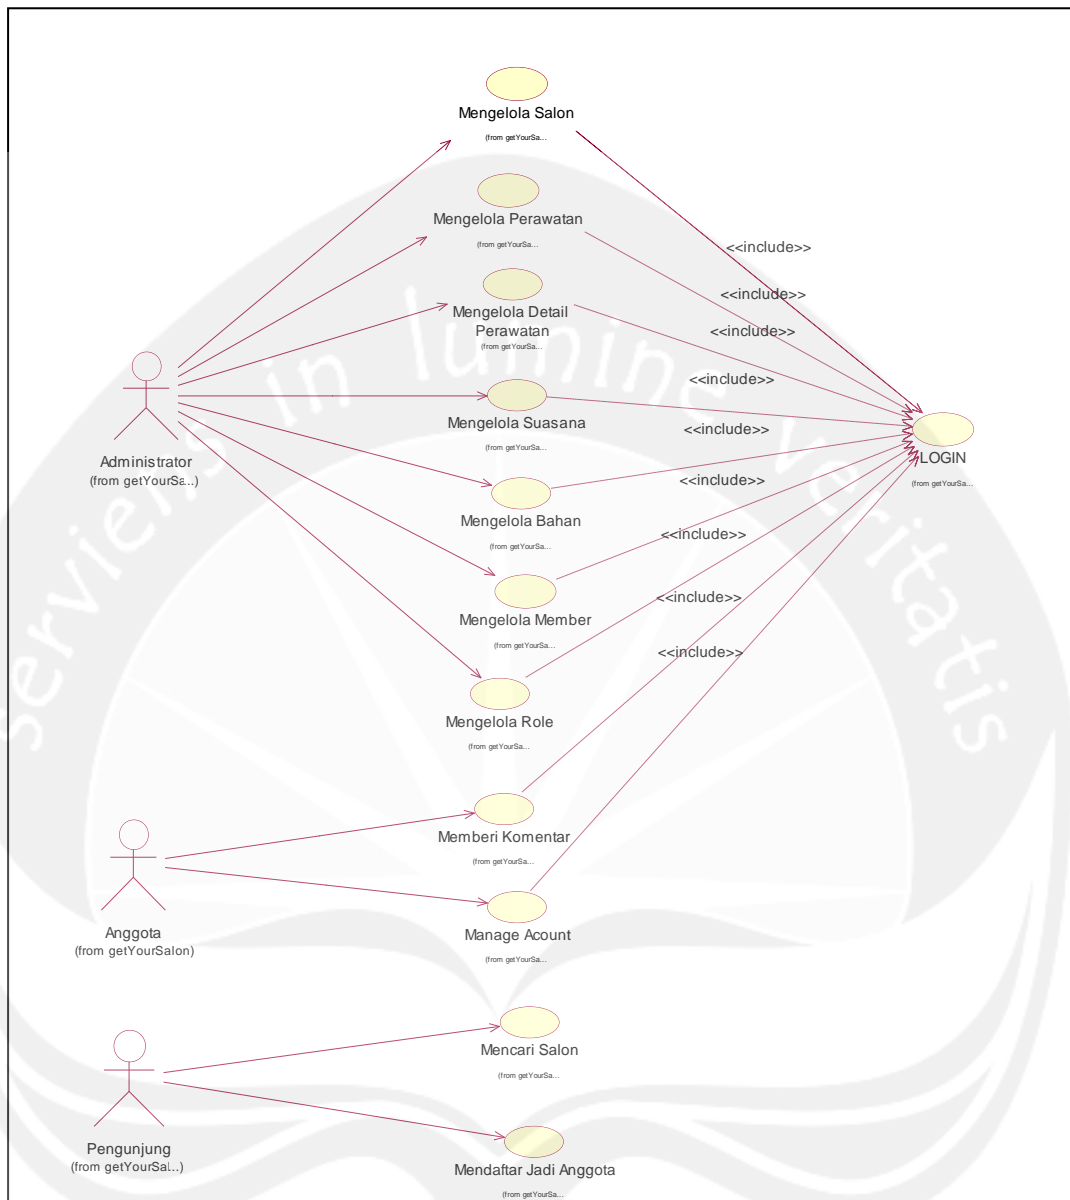 Mengelola Salon
(from getYourSa...
Mengelola Perawatan
(from getYourSa...
<<include>>
Mengelola Detail
Perawatan
(from getYourSa...
<<include>>
<<include>>
Administrator
(from getYourSa...)
Mengelola Suasana
(from getYourSa...
<<include>>
<<include>>
LOGIN
(from getYourSa...
Mengelola Bahan
(from getYourSa...
<<include>>
Mengelola Member
(from getYourSa...
<<include>>
<<include>>
Mengelola Role
(from getYourSa...
<<include>>
Memberi Komentar
(from getYourSa...
Anggota
(from getYourSalon)
Manage Acount
(from getYourSa...
Mencari Salon
(from getYourSa...
Pengunjung
(from getYourSal...)
Mendaftar Jadi Anggota
(from getYourSa...
serviens in lumine veritatis